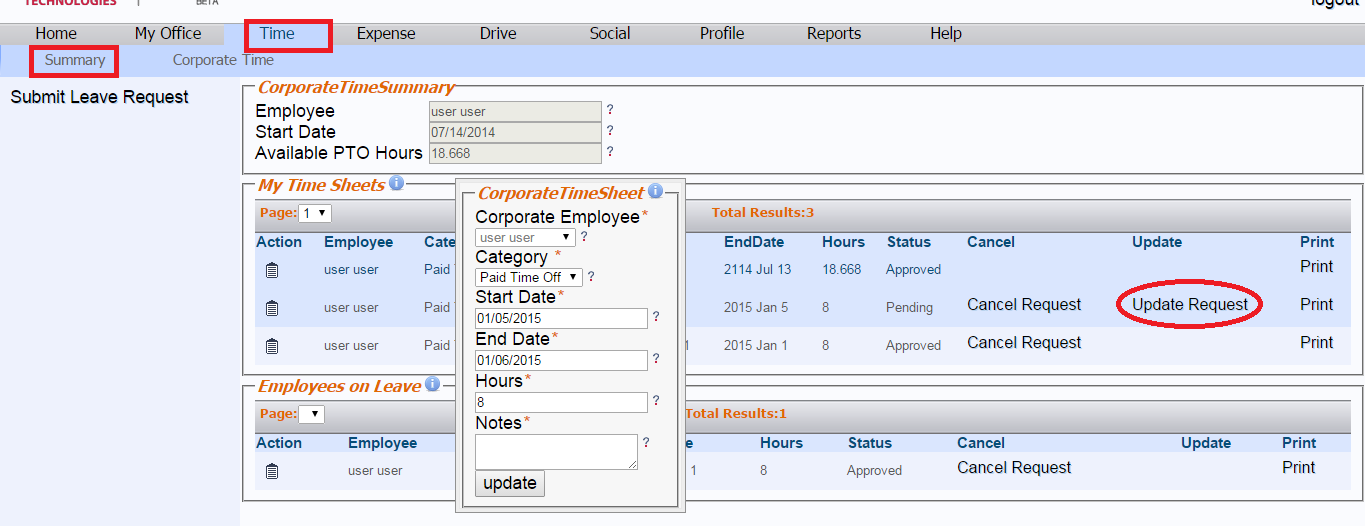 TECHNOLOGIES | BETA
logout
Home My Office Time Expense Drive Social Profile Reports Help
Summary Corporate Time
Submit Leave Request
CorporateTimeSummary
Employee user user ?
Start Date 07/14/2014 ?
Available PTO Hours 18.668 ?
My Time Sheets i
Page: 1 Total Results:3
Action Employee Cate EndDate Hours Status Cancel Update Print
user user Paid 2114 Jul 13 18.668 Approved Print
user user Paid 2015 Jan 5 8 Pending Cancel Request Update Request Print
user user Paid 1 2015 Jan 1 8 Approved Cancel Request Print
CorporateTimeSheet i
Corporate Employee*
user user ?
Category *
Paid Time Off ?
Start Date*
01/05/2015 ?
End Date*
01/06/2015 ?
Hours*
8 ?
Notes*
?
update
Employees on Leave i
Page: Total Results:1
Action Employee e Hours Status Cancel Update Print
user user 1 8 Approved Cancel Request Print